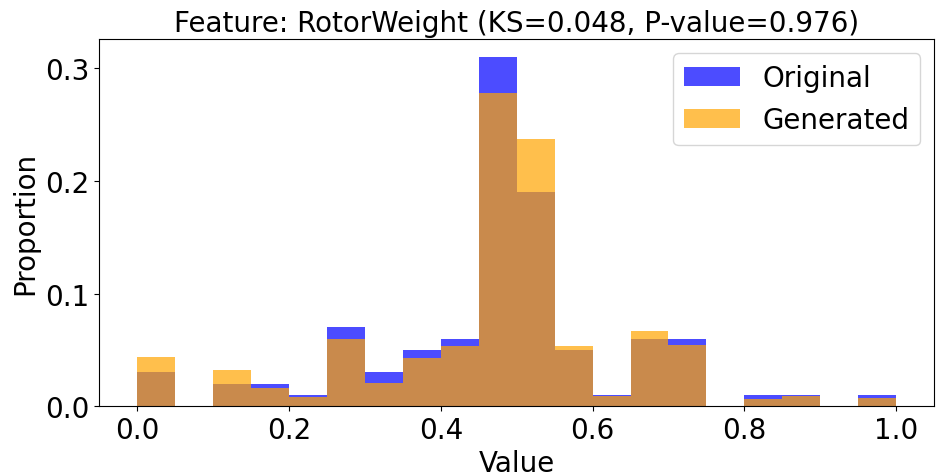 Feature: RotorWeight (KS=0.048, P-value=0.976)
Original
Generated
Proportion
0.3
0.2
0.1
0.0
0.0 0.2 0.4 0.6 0.8 1.0
Value